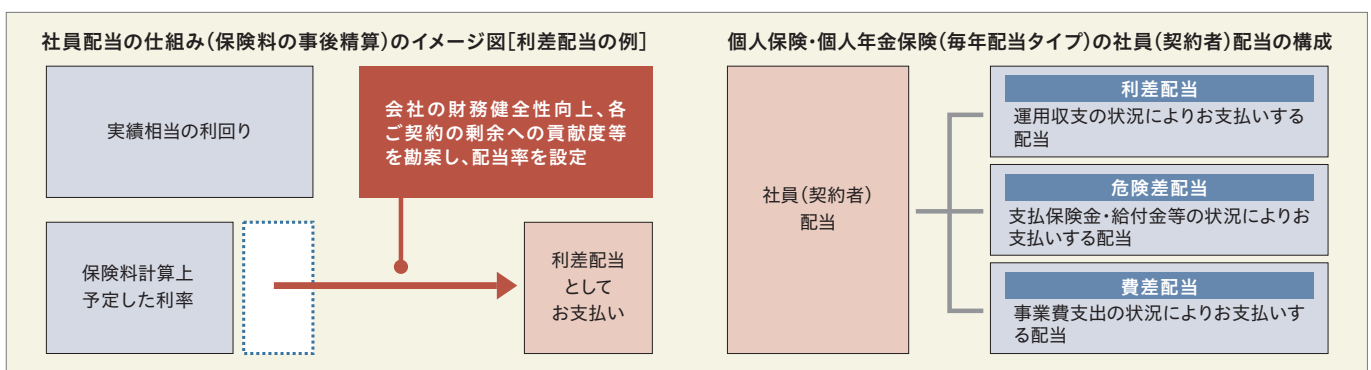 社員配当の仕組み(保険料の事後精算)のイメージ図[利差配当の例]
実績相当の利回り
会社の財務健全性向上、各
ご契約の剰余への貢献度等
を勘案し、配当率を設定
保険料計算上
予定した利率
利差配当
として
お支払い
個人保険・個人年金保険(毎年配当タイプ)の社員(契約者)配当の構成
社員(契約者)
配当
利差配当
運用収支の状況によりお支払いする
配当
危険差配当
支払保険金・給付金等の状況によりお
支払いする配当
費差配当
事業費支出の状況によりお支払いす
る配当